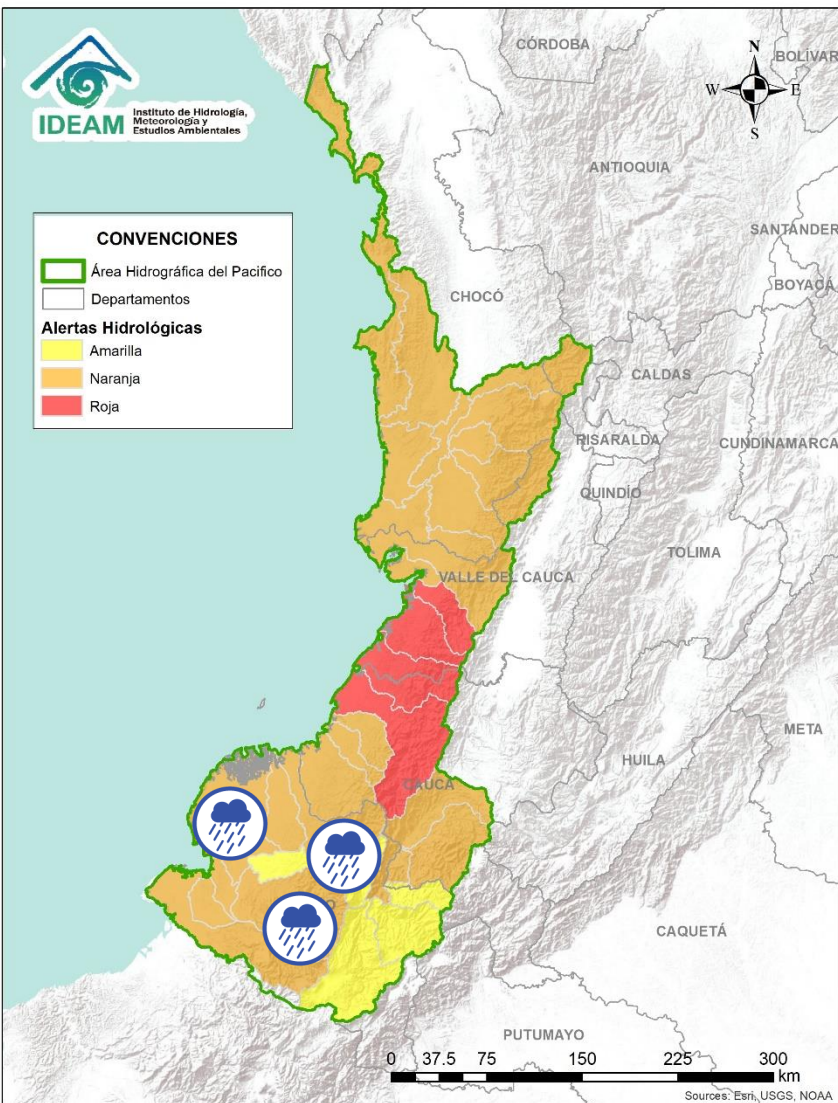 IDEAM
Instituto de Hidrología,
Meteorología y
Estudios Ambientales
CÓRDOBA
BOLÍVAR
N
W
E
S
ANTIOQUIA
SANTANDER
BOYACÁ
CONVENCIONES
Área Hidrográfica del Pacifico
Departamentos
Alertas Hidrológicas
Amarilla
Naranja
Roja
CHOCÓ
CALDAS
RISARALDA
CUNDINAMARCA
QUINDÍO
TOLIMA
VALLE DEL CAUCA
META
HUILA
CAUCA
O
CAQUETÁ
PUTUMAYO
0 37.5 75 150 225 300
km
Sources: Esri, USGS, NOAA